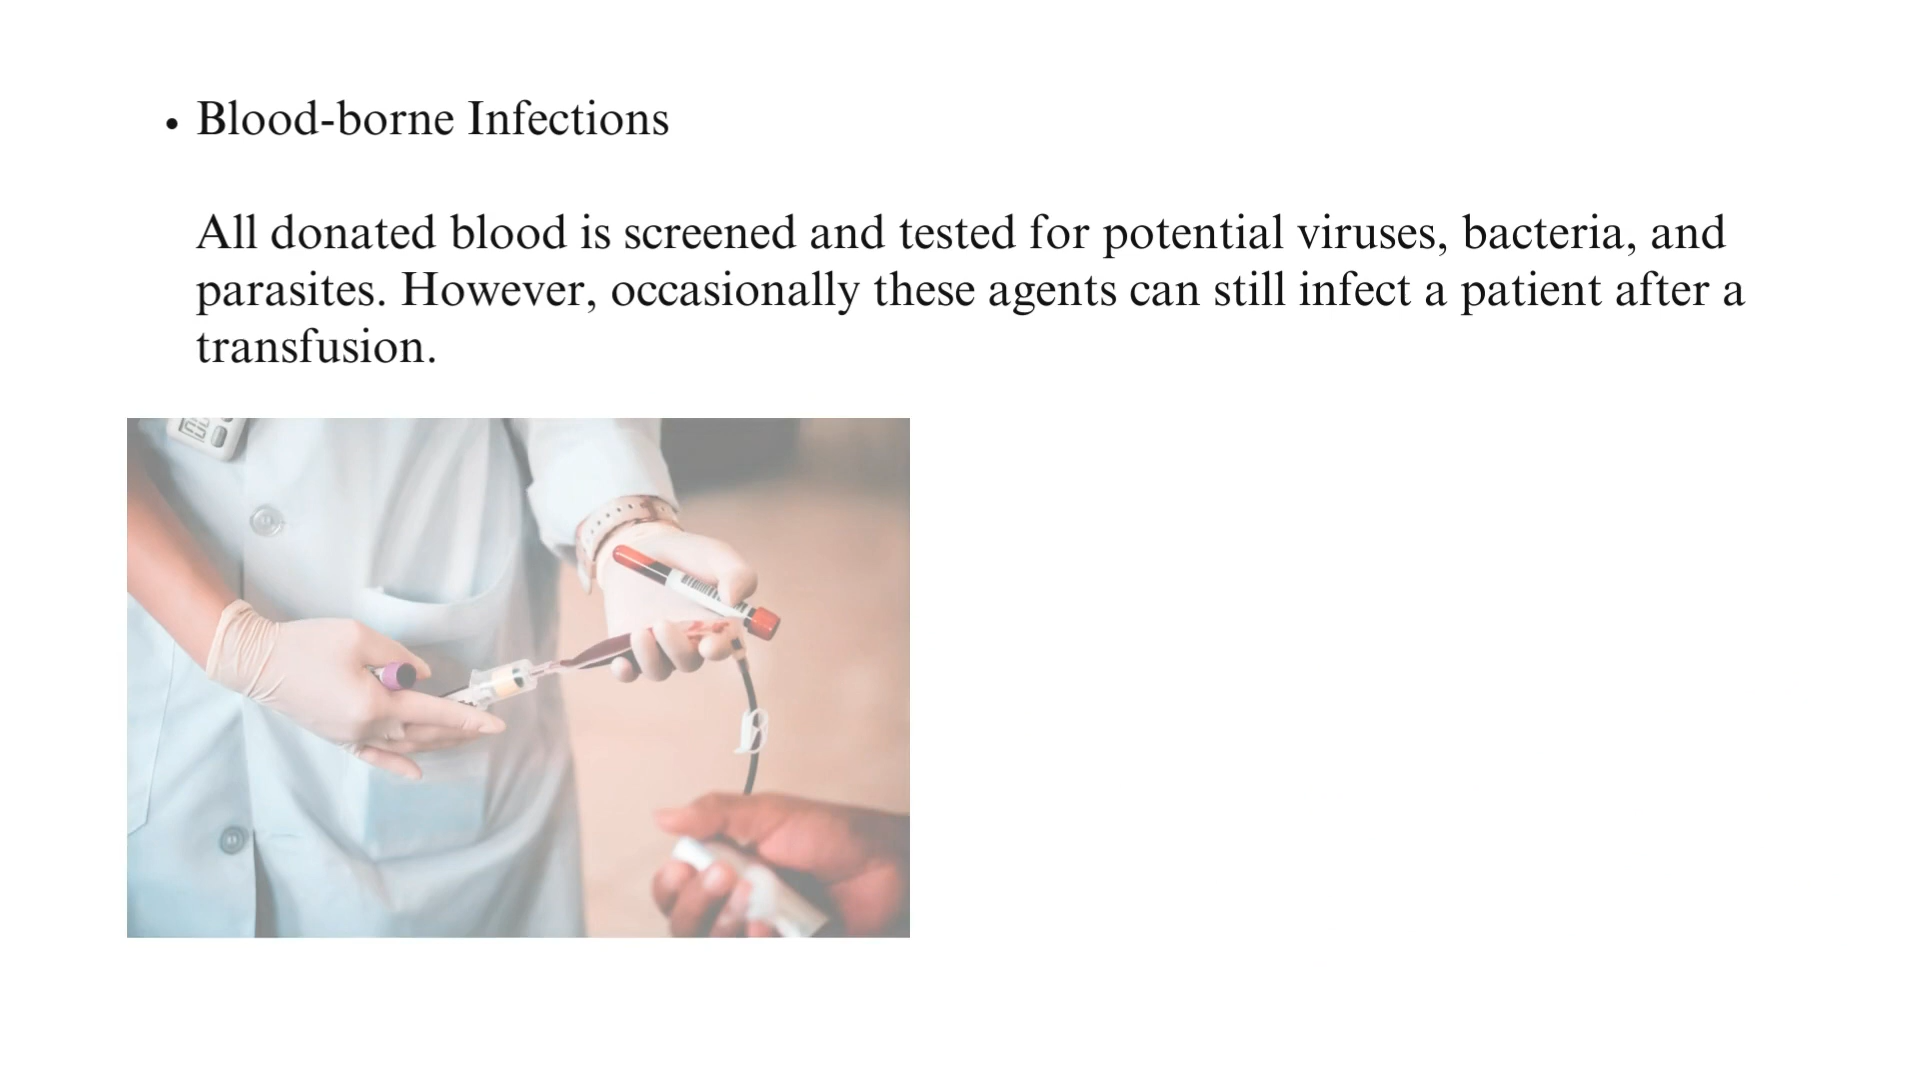 • Blood-borne Infections
All donated blood is screened and tested for potential viruses, bacteria, and
parasites. However, occasionally these agents can still infect a patient after a
transfusion.